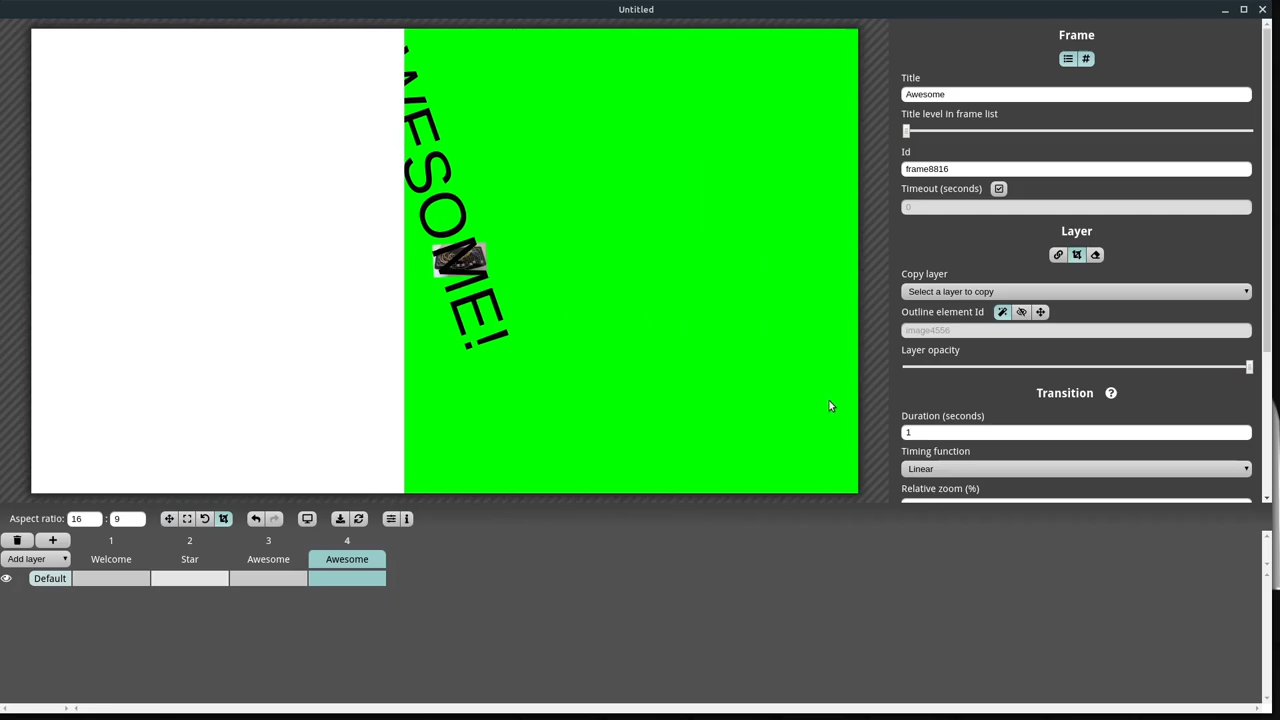 Untitled
AWESOME!
Frame
Title
Awesome
Title level in frame list
Id
frame8816
Timeout (seconds)
0
Layer
Copy layer
Select a layer to copy
Outline element Id
image4556
Layer opacity
Transition
Duration (seconds)
1
Timing function
Linear
Relative zoom (%)
Aspect ratio: 16 : 9
1 2 3 4
Add layer Welcome Star Awesome Awesome
Default